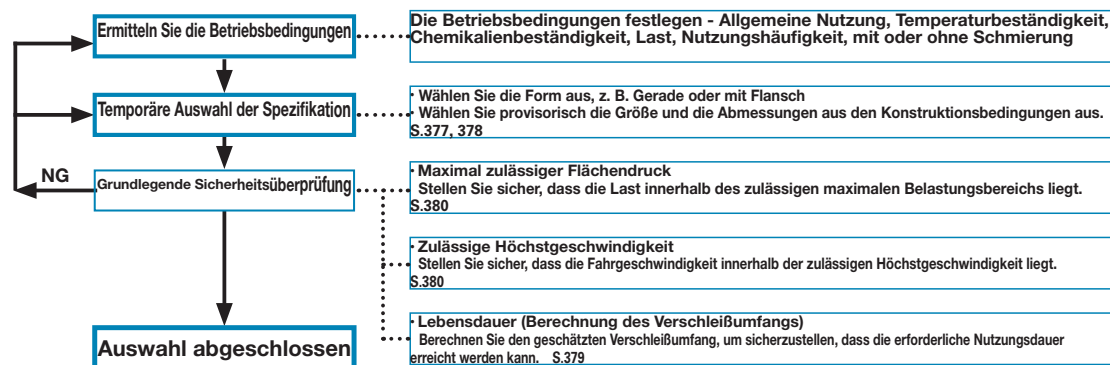 Ermitteln Sie die Betriebsbedingungen
Die Betriebsbedingungen festlegen - Allgemeine Nutzung, Temperaturbeständigkeit,
Chemikalienbeständigkeit, Last, Nutzungshäufigkeit, mit oder ohne Schmierung
Temporäre Auswahl der Spezifikation
· Wählen Sie die Form aus, z. B. Gerade oder mit Flansch
· Wählen Sie provisorisch die Größe und die Abmessungen aus den Konstruktionsbedingungen aus.
S.377, 378
NG
Grundlegende Sicherheitsüberprüfung
· Maximal zulässiger Flächendruck
Stellen Sie sicher, dass die Last innerhalb des zulässigen maximalen Belastungsbereichs liegt.
S.380
· Zulässige Höchstgeschwindigkeit
Stellen Sie sicher, dass die Fahrgeschwindigkeit innerhalb der zulässigen Höchstgeschwindigkeit liegt.
S.380
Auswahl abgeschlossen
· Lebensdauer (Berechnung des Verschleißumfangs)
Berechnen Sie den geschätzten Verschleißumfang, um sicherzustellen, dass die erforderliche Nutzungsdauer
erreicht werden kann. S.379